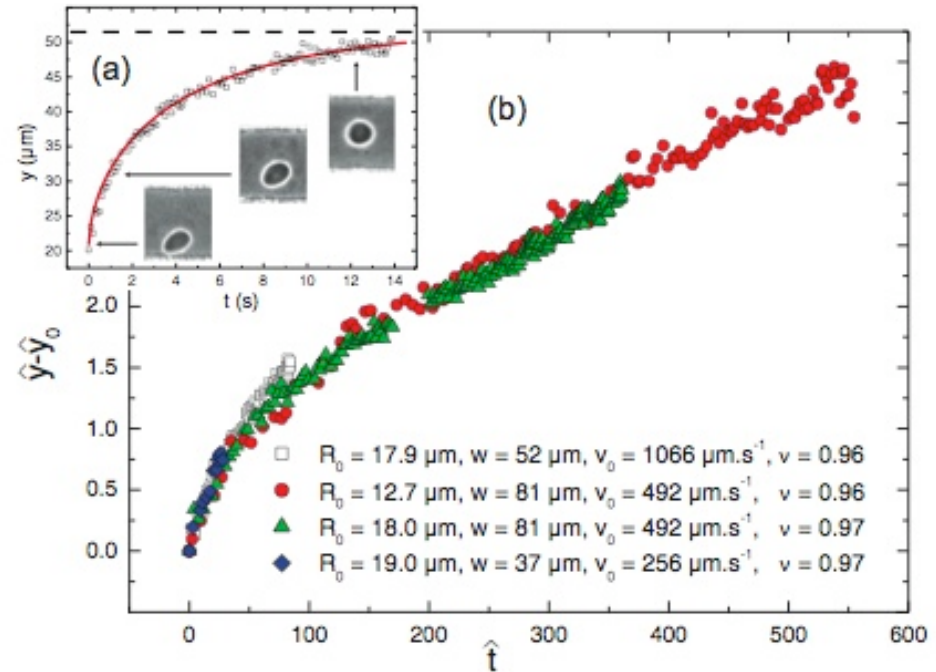 (a)
50
45
40
35
30
25
20
y (µm)
0 2 4 6 8 10 12 14
t (s)
(b)
2.0
1.5
1.0
0.5
0.0
ŷ-ŷ₀
R₀ = 17.9 µm, w = 52 µm, v₀ = 1066 µm.s⁻¹, ν = 0.96
R₀ = 12.7 µm, w = 81 µm, v₀ = 492 µm.s⁻¹, ν = 0.96
R₀ = 18.0 µm, w = 81 µm, v₀ = 492 µm.s⁻¹, ν = 0.97
R₀ = 19.0 µm, w = 37 µm, v₀ = 256 µm.s⁻¹, ν = 0.97
0 100 200 300 400 500 600
t̂